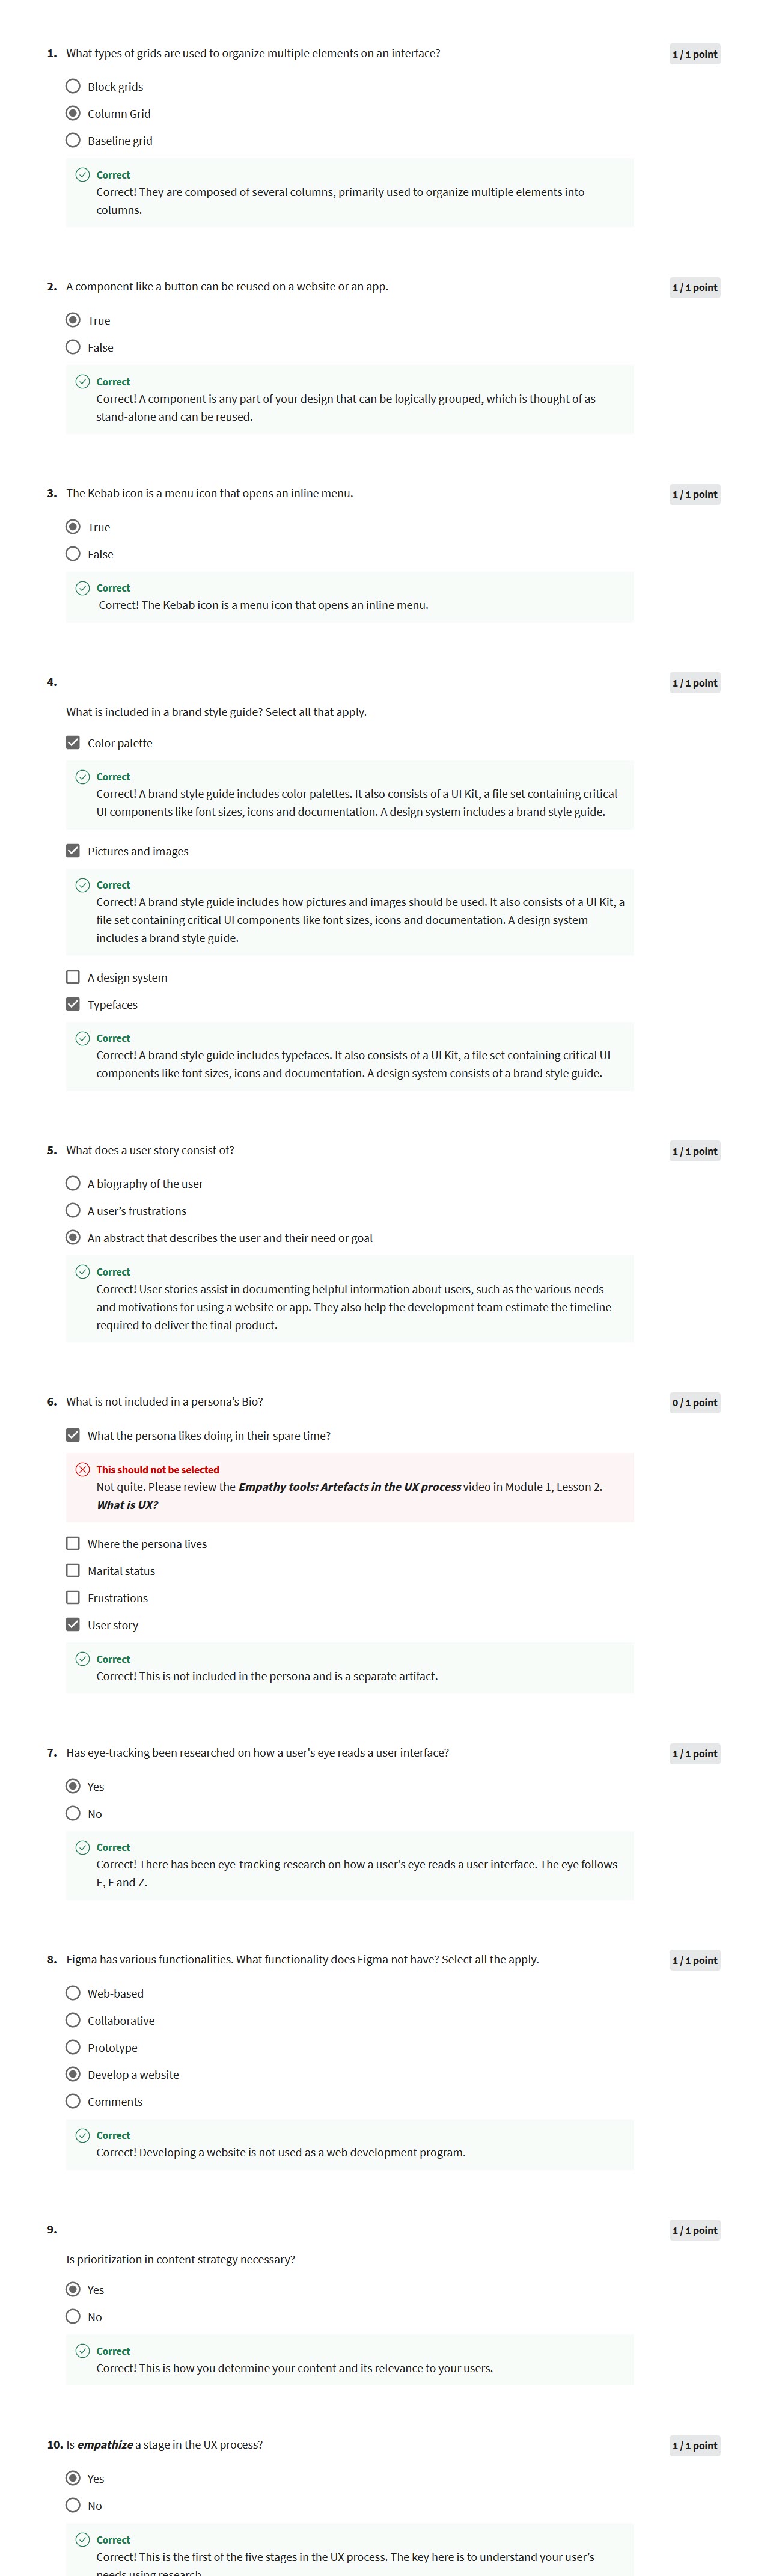 1. What types of grids are used to organize multiple elements on an interface?
1 / 1 point
Block grids
Column Grid
Baseline grid
Correct
Correct! They are composed of several columns, primarily used to organize multiple elements into
columns.
2. A component like a button can be reused on a website or an app.
1 / 1 point
True
False
Correct
Correct! A component is any part of your design that can be logically grouped, which is thought of as
stand-alone and can be reused.
3. The Kebab icon is a menu icon that opens an inline menu.
1 / 1 point
True
False
Correct
Correct! The Kebab icon is a menu icon that opens an inline menu.
4.
1 / 1 point
What is included in a brand style guide? Select all that apply.
Color palette
Correct
Correct! A brand style guide includes color palettes. It also consists of a UI Kit, a file set containing critical
UI components like font sizes, icons and documentation. A design system includes a brand style guide.
Pictures and images
Correct
Correct! A brand style guide includes how pictures and images should be used. It also consists of a UI Kit, a
file set containing critical UI components like font sizes, icons and documentation. A design system
includes a brand style guide.
A design system
Typefaces
Correct
Correct! A brand style guide includes typefaces. It also consists of a UI Kit, a file set containing critical UI
components like font sizes, icons and documentation. A design system consists of a brand style guide.
5. What does a user story consist of?
1 / 1 point
A biography of the user
A user’s frustrations
An abstract that describes the user and their need or goal
Correct
Correct! User stories assist in documenting helpful information about users, such as the various needs
and motivations for using a website or app. They also help the development team estimate the timeline
required to deliver the final product.
6. What is not included in a persona’s Bio?
0 / 1 point
What the persona likes doing in their spare time?
This should not be selected
Not quite. Please review the Empathy tools: Artefacts in the UX process video in Module 1, Lesson 2.
What is UX?
Where the persona lives
Marital status
Frustrations
User story
Correct
Correct! This is not included in the persona and is a separate artifact.
7. Has eye-tracking been researched on how a user's eye reads a user interface?
1 / 1 point
Yes
No
Correct
Correct! There has been eye-tracking research on how a user's eye reads a user interface. The eye follows
E, F and Z.
8. Figma has various functionalities. What functionality does Figma not have? Select all the apply.
1 / 1 point
Web-based
Collaborative
Prototype
Develop a website
Comments
Correct
Correct! Developing a website is not used as a web development program.
9.
1 / 1 point
Is prioritization in content strategy necessary?
Yes
No
Correct
Correct! This is how you determine your content and its relevance to your users.
10. Is empathize a stage in the UX process?
1 / 1 point
Yes
No
Correct
Correct! This is the first of the five stages in the UX process. The key here is to understand your user’s
needs using research.